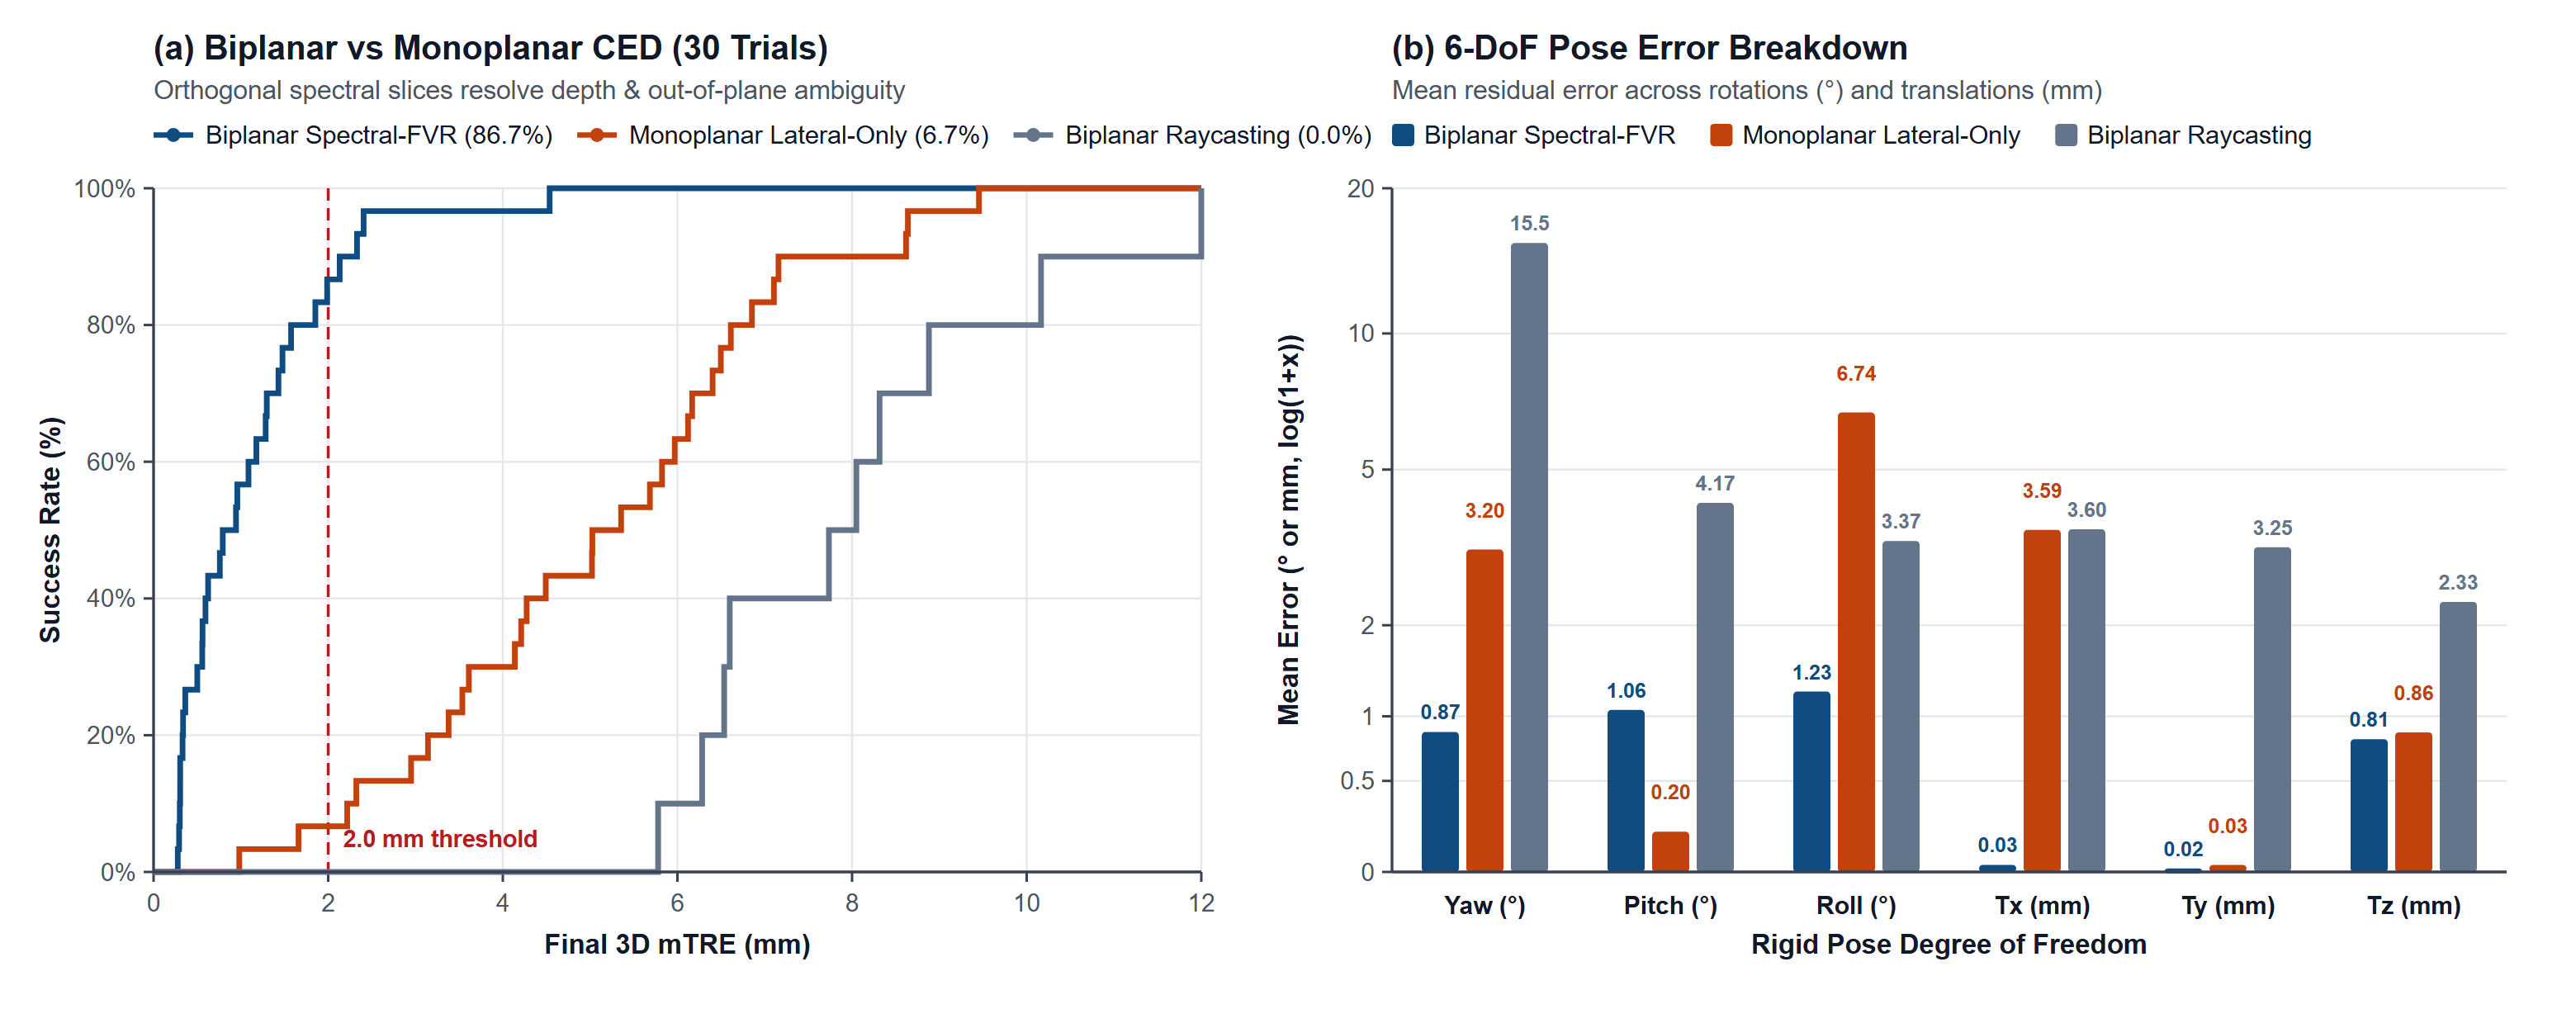 (a) Biplanar vs Monoplanar CED (30 Trials)
Orthogonal spectral slices resolve depth & out-of-plane ambiguity
Biplanar Spectral-FVR (86.7%) Monoplanar Lateral-Only (6.7%) Biplanar Raycasting (0.0%)
100%
80%
60%
40%
20%
0%
Success Rate (%)
2.0 mm threshold
0 2 4 6 8 10 12
Final 3D mTRE (mm)
(b) 6-DoF Pose Error Breakdown
Mean residual error across rotations (°) and translations (mm)
Biplanar Spectral-FVR Monoplanar Lateral-Only Biplanar Raycasting
20
10
5
2
1
0.5
0
Mean Error (° or mm, log(1+x))
0.87 3.20 15.5
1.06 0.20 4.17
1.23 6.74 3.37
0.03 3.59 3.60
0.02 0.03 3.25
0.81 0.86 2.33
Yaw (°) Pitch (°) Roll (°) Tx (mm) Ty (mm) Tz (mm)
Rigid Pose Degree of Freedom